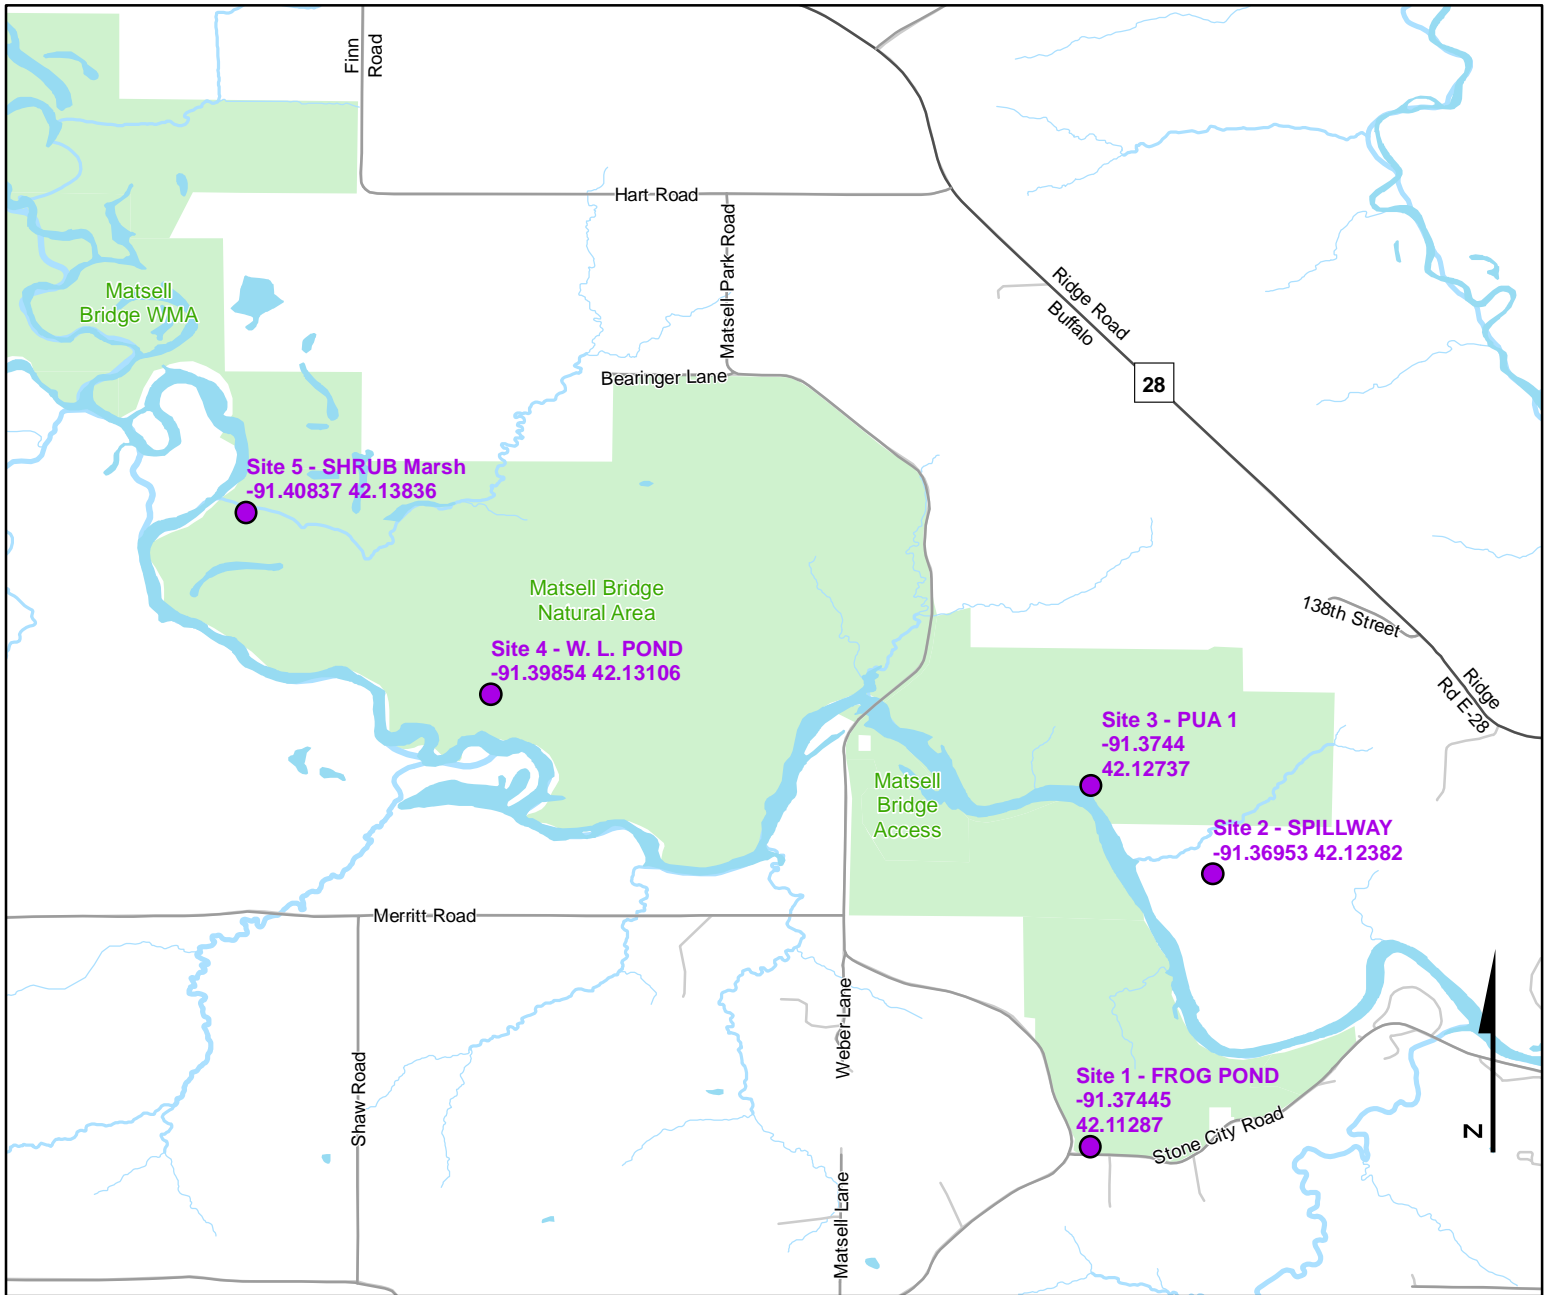 Finn
Road
Hart Road
Matsell Park Road
Matsell
Bridge WMA
Ridge Road
Buffalo
28
Bearinger Lane
Site 5 - SHRUB Marsh
-91.40837 42.13836
Matsell Bridge
Natural Area
138th Street
Site 4 - W. L. POND
-91.39854 42.13106
Ridge
Rd E-28
Site 3 - PUA 1
-91.3744
42.12737
Matsell
Bridge
Access
Site 2 - SPILLWAY
-91.36953 42.12382
Merritt Road
Weber Lane
Shaw Road
Site 1 - FROG POND
-91.37445
42.11287
Stone City Road
N
Matsell Lane